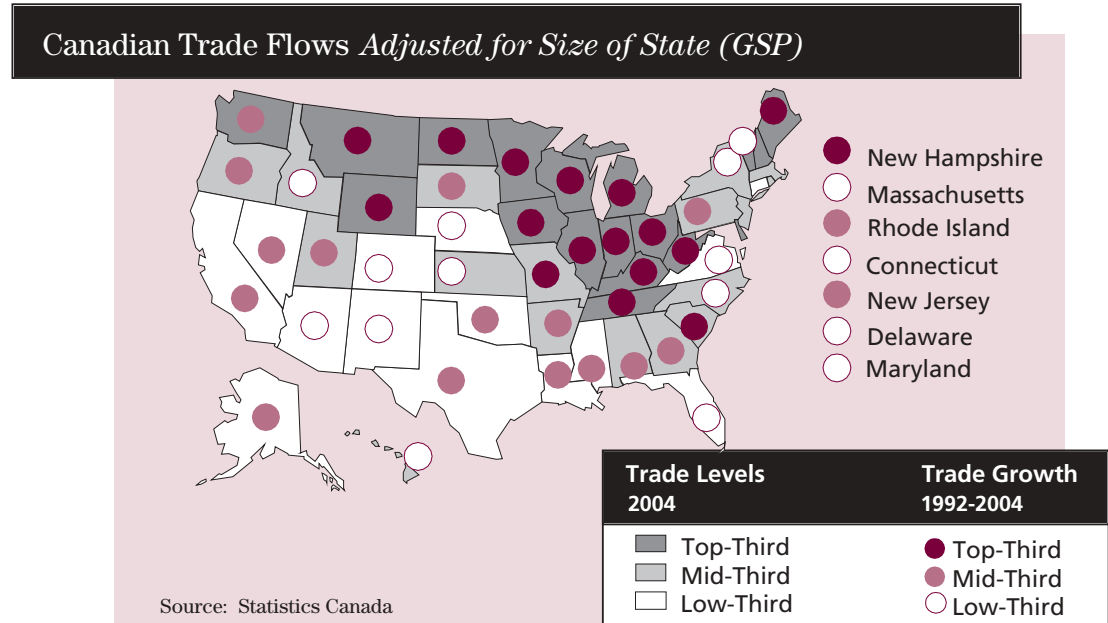 Canadian Trade Flows Adjusted for Size of State (GSP)
New Hampshire
Massachusetts
Rhode Island
Connecticut
New Jersey
Delaware
Maryland
Trade Levels
2004
Trade Growth
1992-2004
Top-Third
Mid-Third
Low-Third
Top-Third
Mid-Third
Low-Third
Source: Statistics Canada